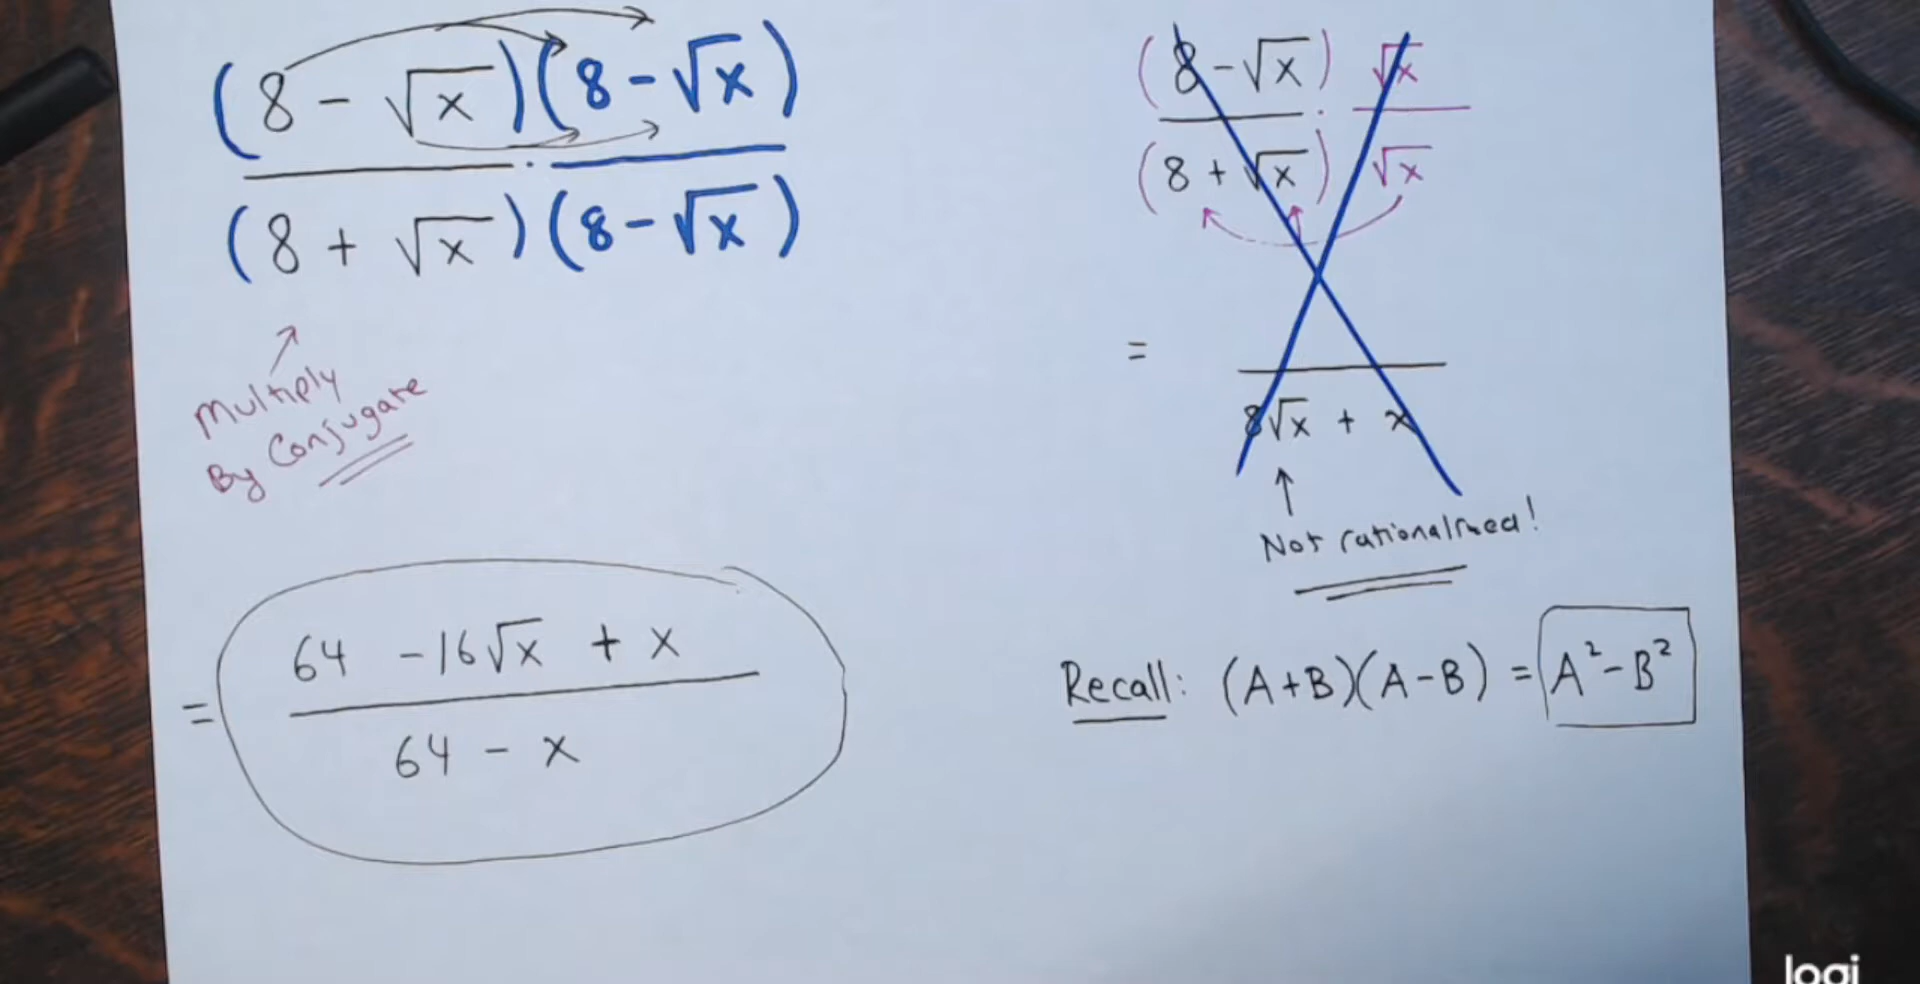 (8 - √x)(8 - √x)
(8 + √x)(8 - √x)
Multiply
By Conjugate
= 64 - 16√x + x
64 - x
(8 - √x) · √x
(8 + √x) √x
=
8√x + x
Not rationalized!
Recall: (A+B)(A-B) = A² - B²
logi